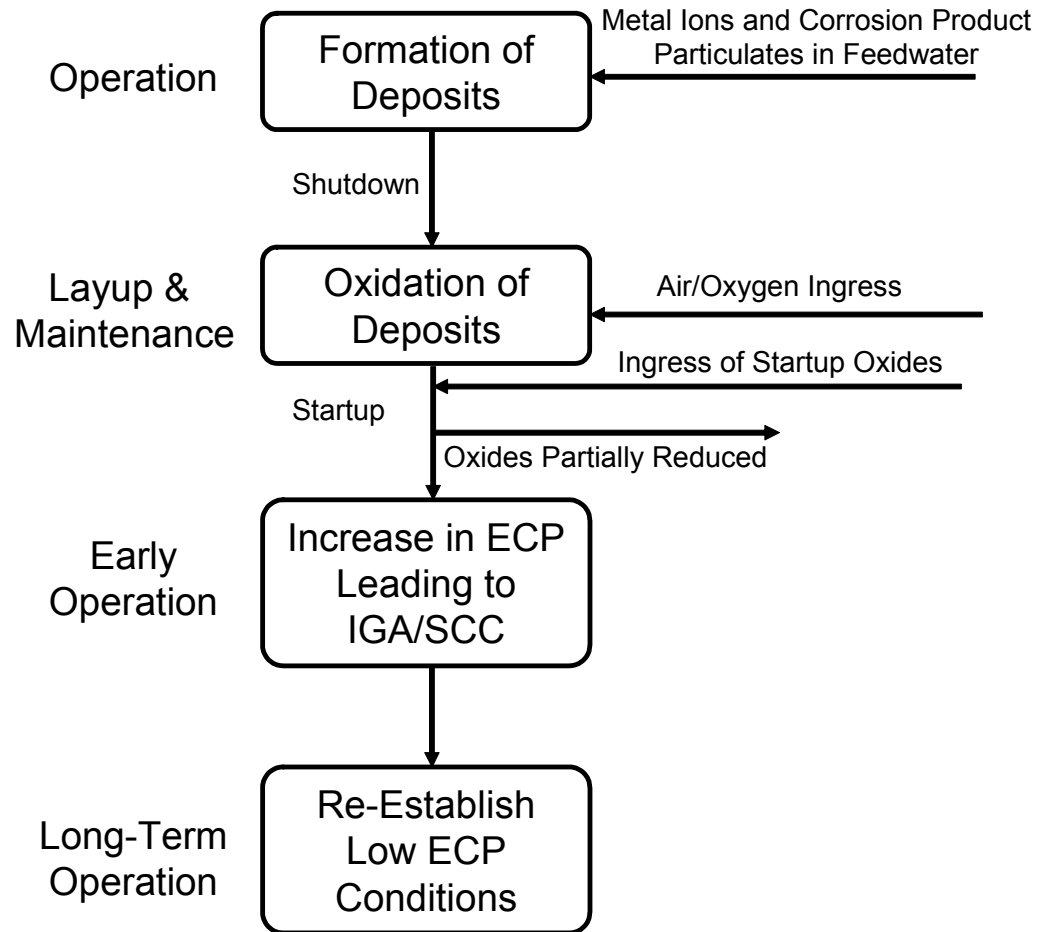 Metal Ions and Corrosion Product
Particulates in Feedwater
Operation
Formation of
Deposits
Shutdown
Layup &
Maintenance
Oxidation of
Deposits
Air/Oxygen Ingress
Ingress of Startup Oxides
Startup
Oxides Partially Reduced
Early
Operation
Increase in ECP
Leading to
IGA/SCC
Long-Term
Operation
Re-Establish
Low ECP
Conditions